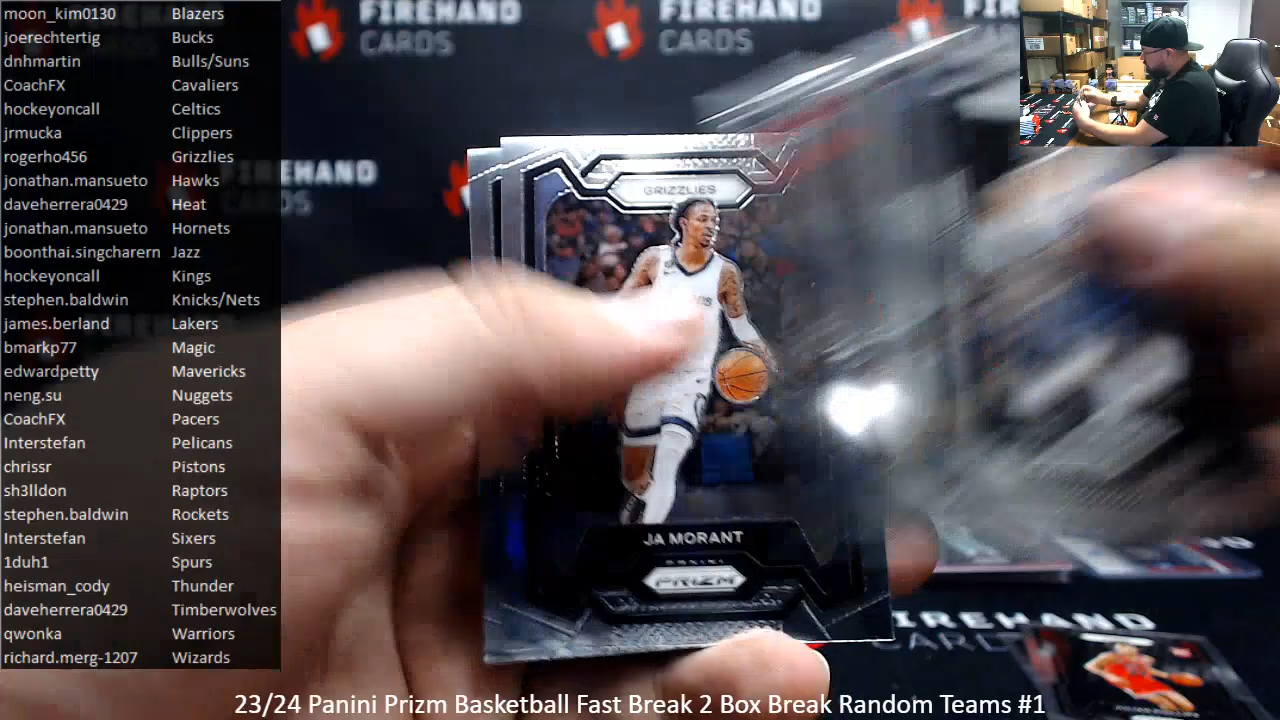 moon_kim0130 Blazers
joerechtertig Bucks
dnhmartin Bulls/Suns
CoachFX Cavaliers
hockeyoncall Celtics
jrmucka Clippers
rogerho456 Grizzlies
jonathan.mansueto Hawks
daveherrera0429 Heat
jonathan.mansueto Hornets
boonthai.singcharern Jazz
hockeyoncall Kings
stephen.baldwin Knicks/Nets
james.berland Lakers
bmarkp77 Magic
edwardpetty Mavericks
neng.su Nuggets
CoachFX Pacers
Interstefan Pelicans
chrissr Pistons
sh3lldon Raptors
stephen.baldwin Rockets
Interstefan Sixers
1duh1 Spurs
heisman_cody Thunder
daveherrera0429 Timberwolves
qwonka Warriors
richard.merg-1207 Wizards
FIREHAND CARDS
FIREHAND CARDS
FIREHAND CARDS
FIREHAND
GRIZZLIES
JA MORANT
PANINI
PRIZM
23/24 Panini Prizm Basketball Fast Break 2 Box Break Random Teams #1